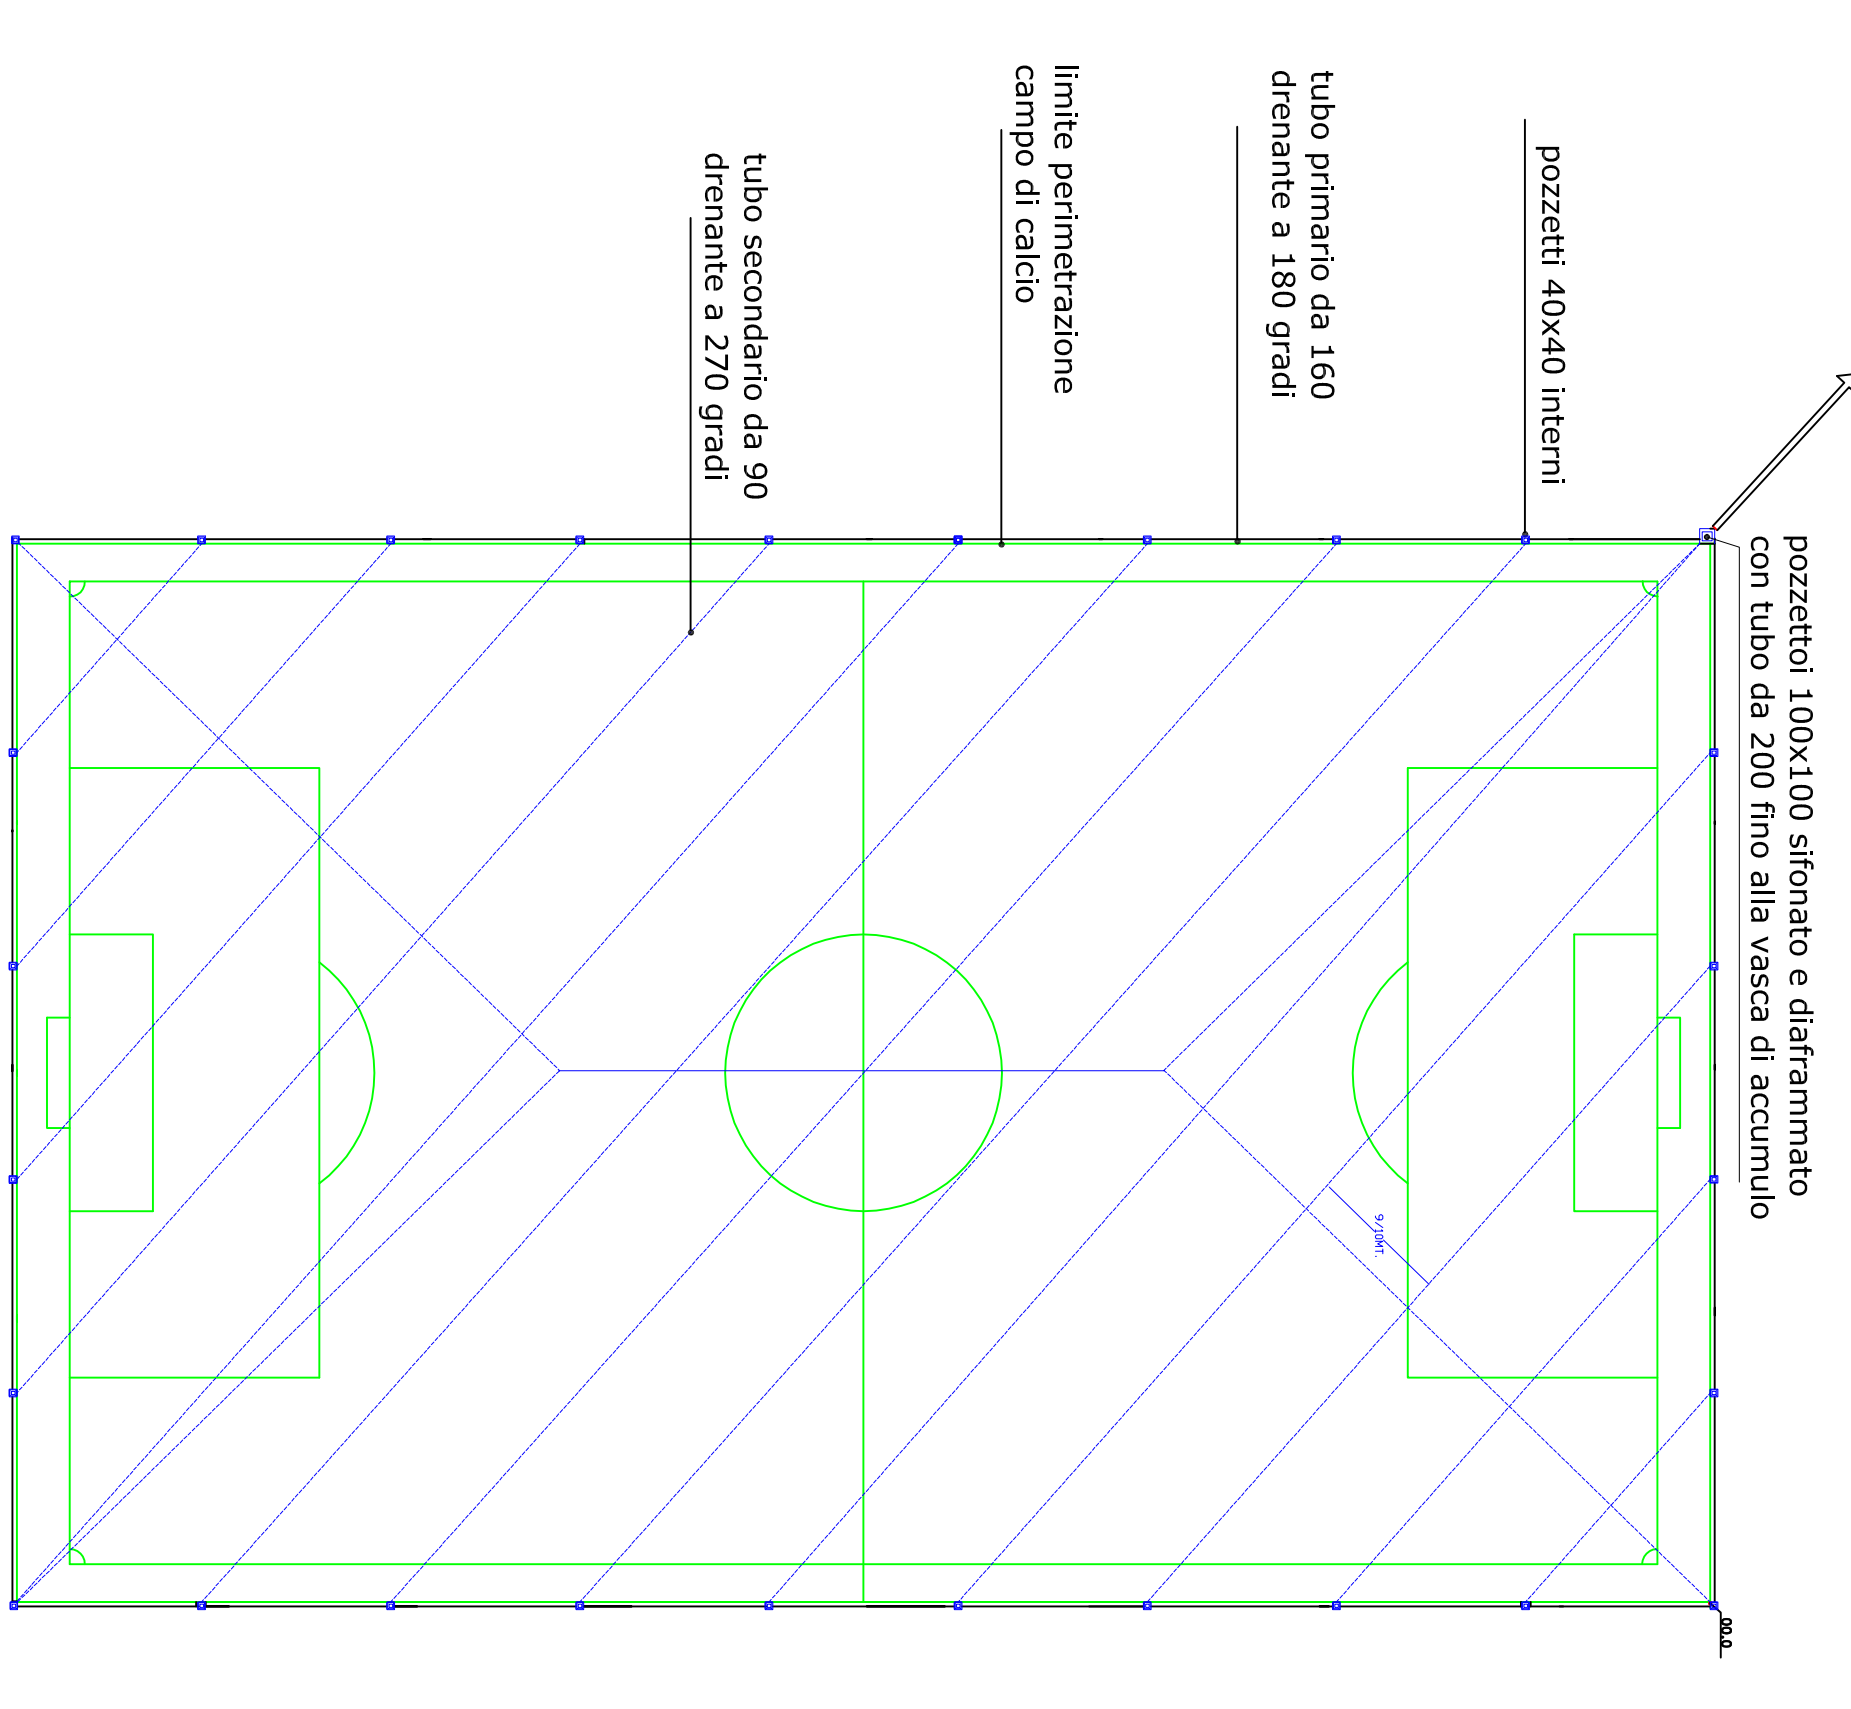 pozzettoi 100x100 sifonato e diaframmato
con tubo da 200 fino alla vasca di accumulo
pozzetti 40x40 interni
tubo primario da 160
drenante a 180 gradi
limite perimetrazione
campo di calcio
tubo secondario da 90
drenante a 270 gradi
9/10MT.
00.0